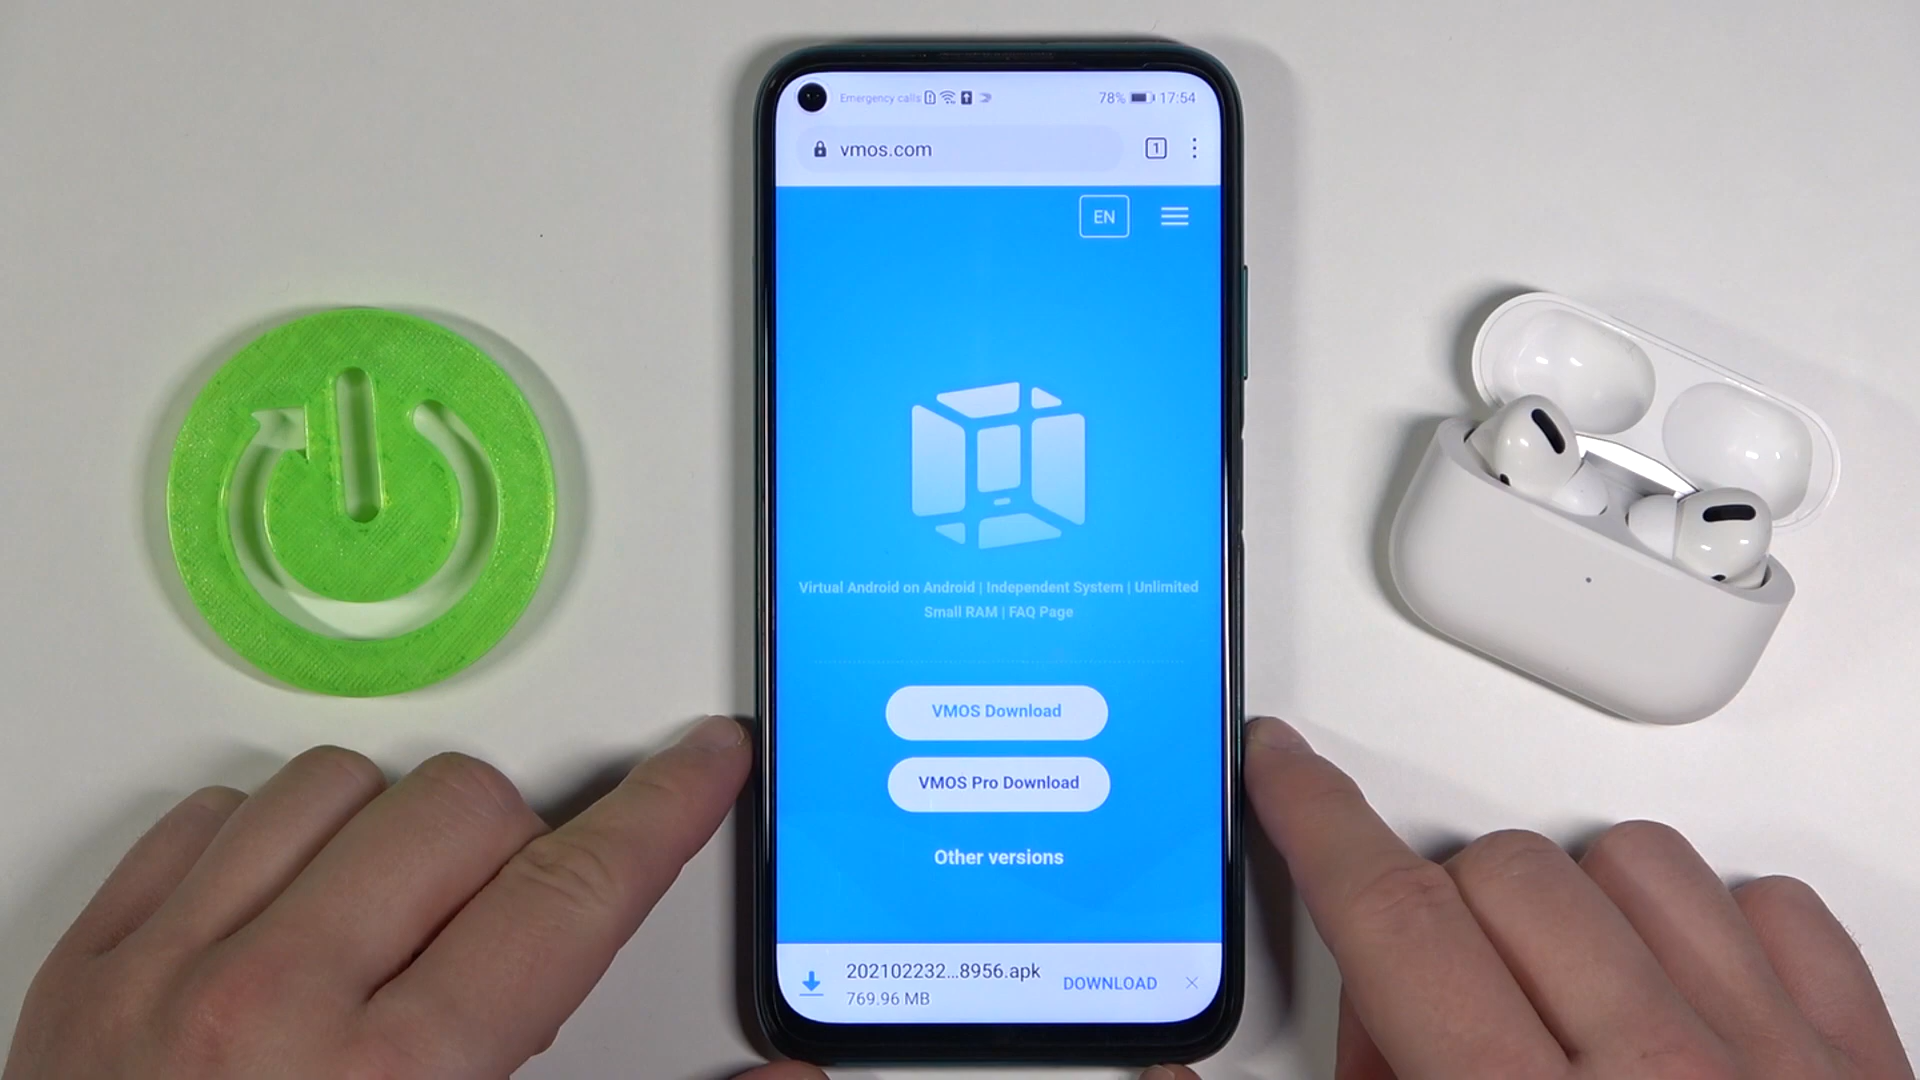 Emergency calls 78% 17:54
vmos.com 1
EN
Virtual Android on Android | Independent System | Unlimited
Small RAM | FAQ Page
VMOS Download
VMOS Pro Download
Other versions
202102232...8956.apk
769.96 MB
DOWNLOAD